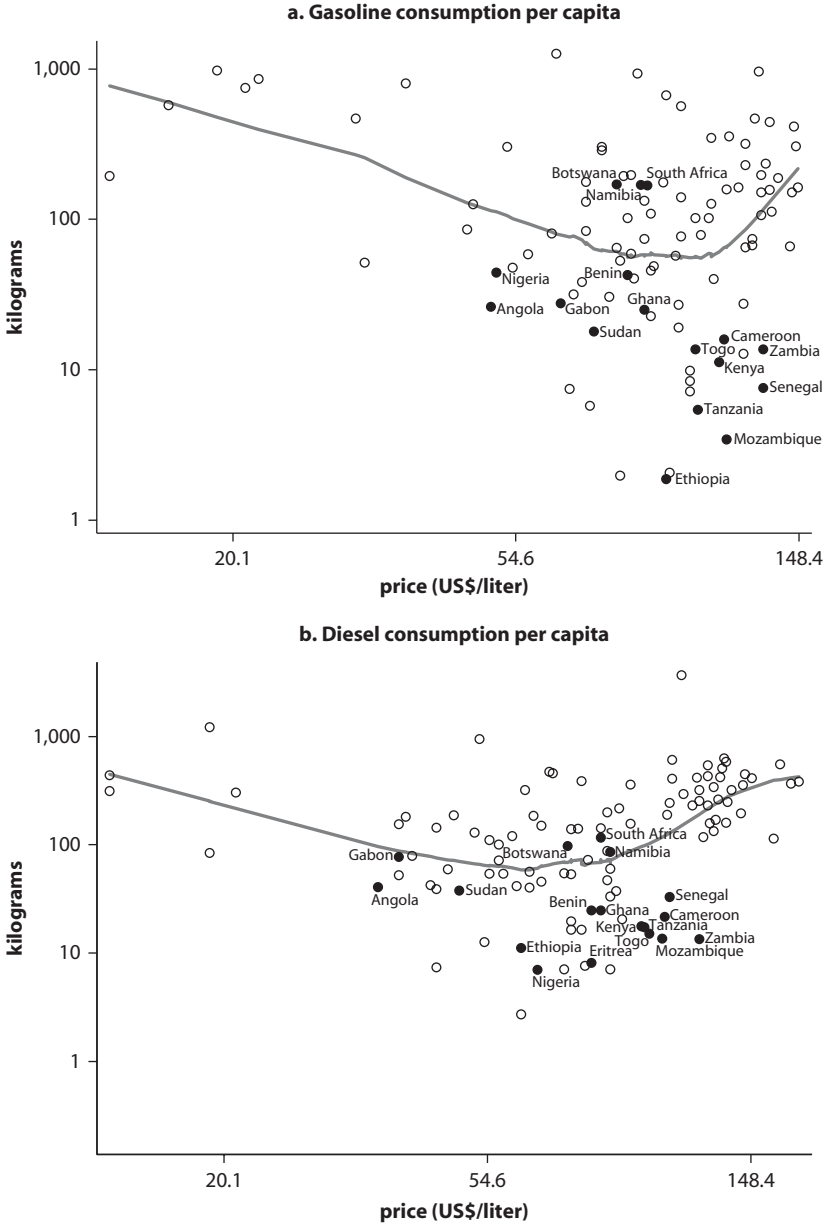 a. Gasoline consumption per capita
1,000
100
10
1
kilograms
Botswana
South Africa
Namibia
Nigeria
Benin
Angola
Gabon
Ghana
Sudan
Cameroon
Togo
Zambia
Kenya
Senegal
Tanzania
Mozambique
Ethiopia
20.1
54.6
148.4
price (US$/liter)
b. Diesel consumption per capita
1,000
100
10
1
kilograms
South Africa
Gabon
Botswana
Namibia
Angola
Sudan
Senegal
Benin
Ghana
Cameroon
Kenya
Tanzania
Togo
Zambia
Ethiopia
Eritrea
Mozambique
Nigeria
20.1
54.6
148.4
price (US$/liter)